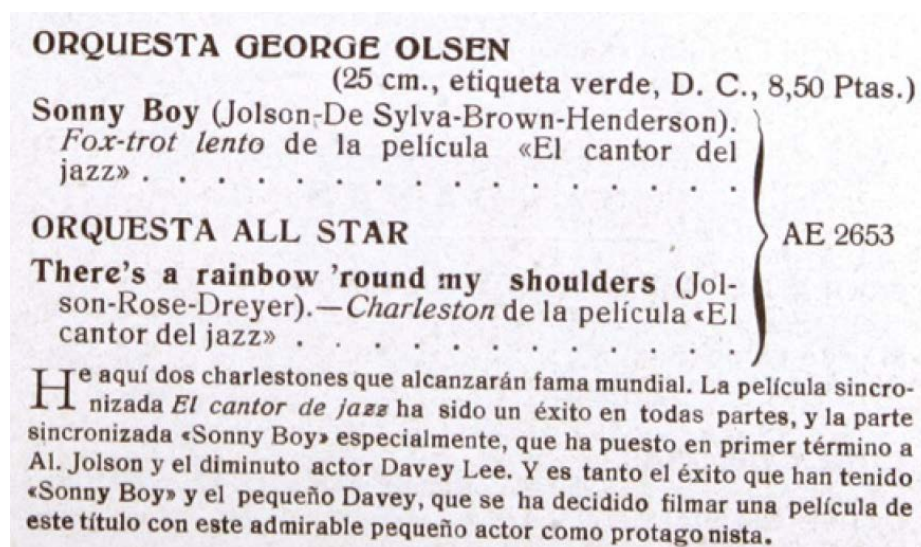 ORQUESTA GEORGE OLSEN
(25 cm., etiqueta verde, D. C., 8,50 Ptas.)
Sonny Boy (Jolson-De Sylva-Brown-Henderson).
Fox-trot lento de la película «El cantor del
jazz» . . . . . . . . . . . . . . . .
ORQUESTA ALL STAR
AE 2653
There's a rainbow 'round my shoulders (Jol-
son-Rose-Dreyer).—Charleston de la película «El
cantor del jazz» . . . . . . . . . . . .
He aquí dos charlestones que alcanzarán fama mundial. La película sincro-
nizada El cantor de jazz ha sido un éxito en todas partes, y la parte
sincronizada «Sonny Boy» especialmente, que ha puesto en primer término a
Al. Jolson y el diminuto actor Davey Lee. Y es tanto el éxito que han tenido
«Sonny Boy» y el pequeño Davey, que se ha decidido filmar una película de
este título con este admirable pequeño actor como protago nista.